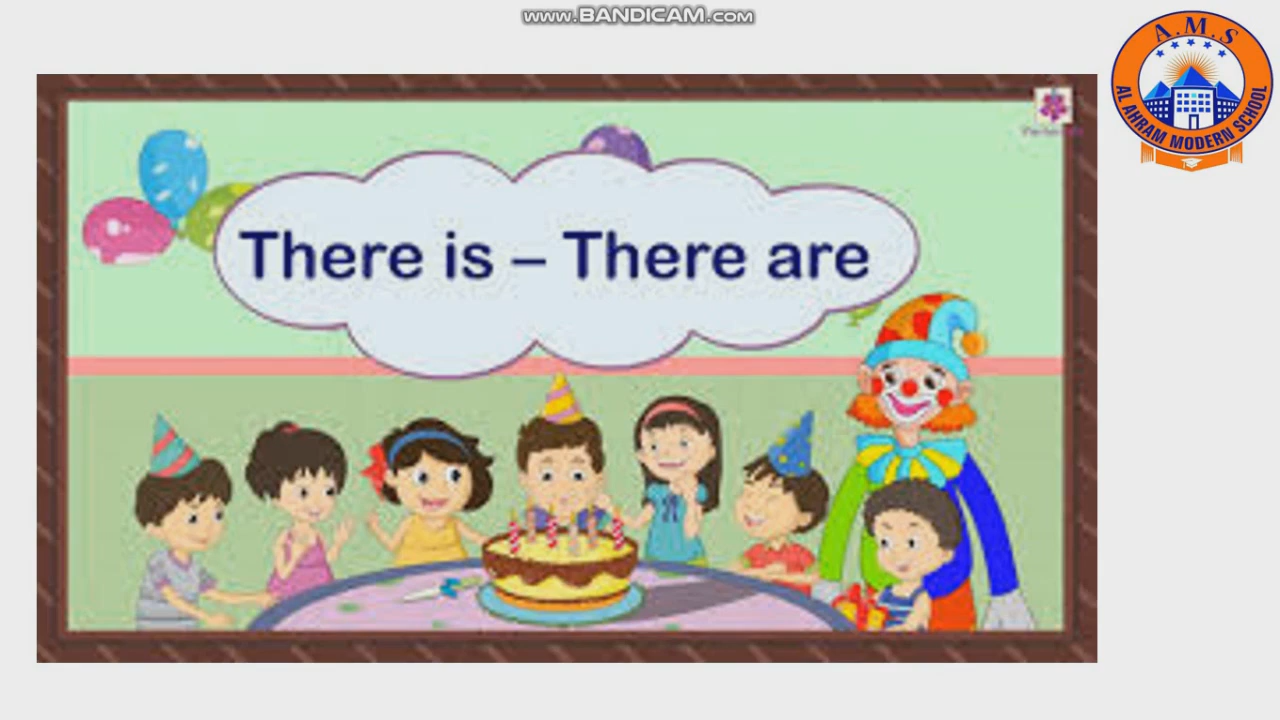 www.BANDICAM.com
A.M.S
AL AHRAM MODERN SCHOOL
There is – There are